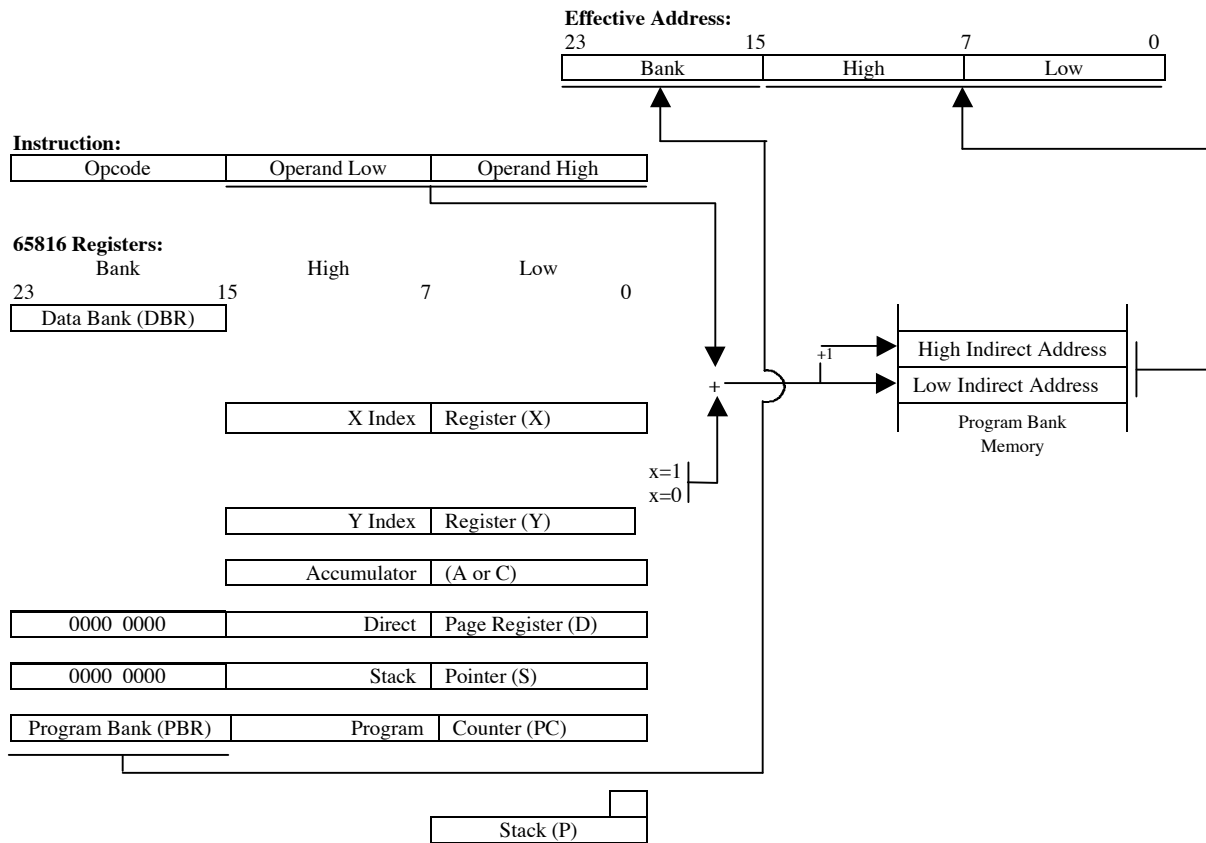 Effective Address:
23 15 7 0
Bank High Low
Instruction:
Opcode Operand Low Operand High
65816 Registers:
Bank High Low
23 15 7 0
Data Bank (DBR)
+1
High Indirect Address
+
Low Indirect Address
X Index Register (X)
Program Bank
Memory
x=1
x=0
Y Index Register (Y)
Accumulator (A or C)
0000 0000 Direct Page Register (D)
0000 0000 Stack Pointer (S)
Program Bank (PBR) Program Counter (PC)
Stack (P)